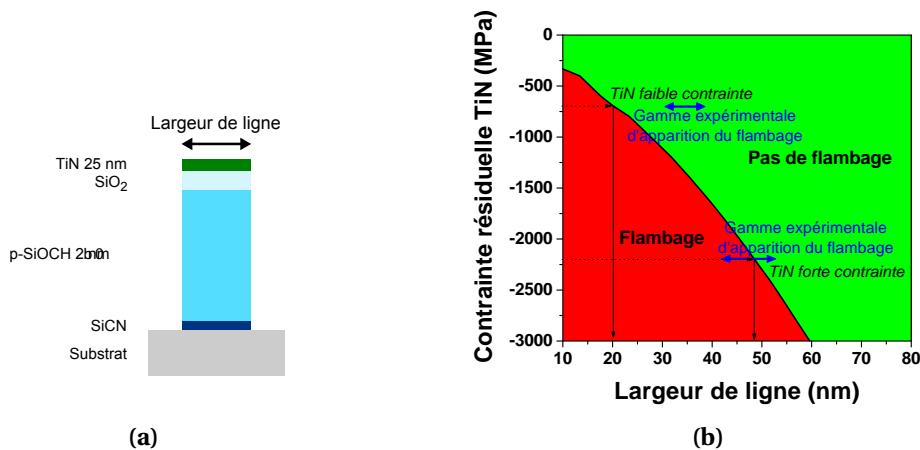 Largeur de ligne
TiN 25 nm
SiO2
p-SiOCH
SiCN
Substrat
(a)
Contrainte résiduelle TiN (MPa)
0
-500
-1000
-1500
-2000
-2500
-3000
TiN faible contrainte
Gamme expérimentale
d'apparition du flambage
Pas de flambage
Flambage
Gamme expérimentale
d'apparition du flambage
TiN forte contrainte
10 20 30 40 50 60 70 80
Largeur de ligne (nm)
(b)